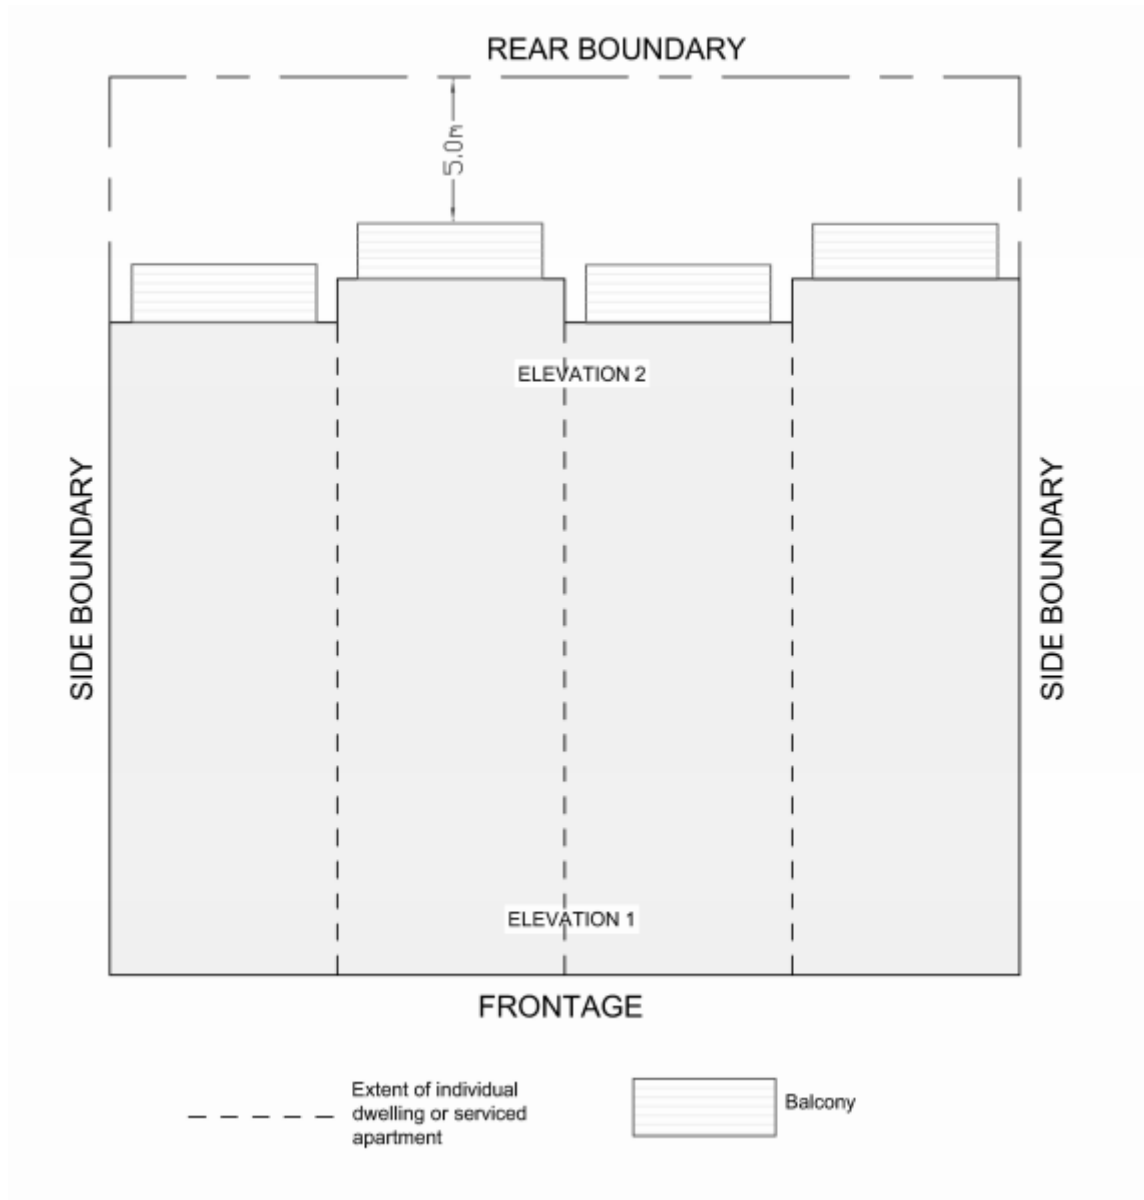 REAR BOUNDARY
5.0m
ELEVATION 2
SIDE BOUNDARY
SIDE BOUNDARY
ELEVATION 1
FRONTAGE
Extent of individual
dwelling or serviced
apartment
Balcony